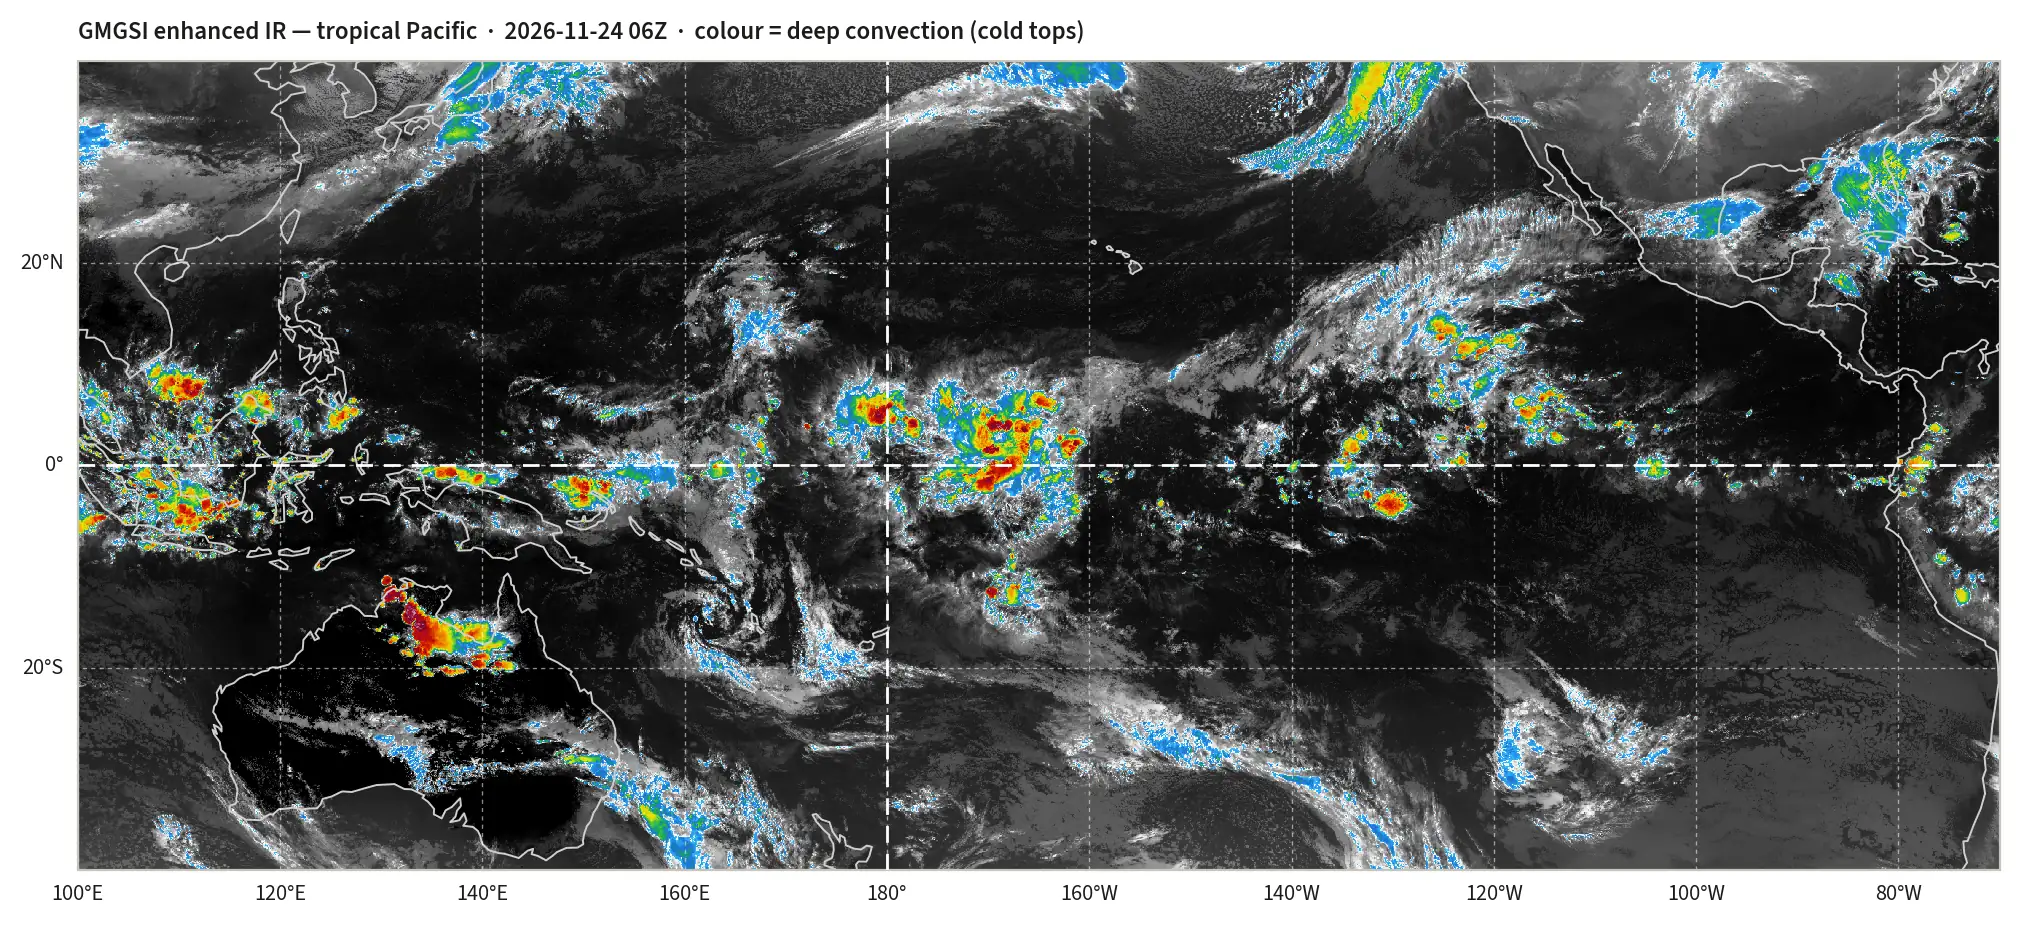 GMGSI enhanced IR — tropical Pacific · 2026-11-24 06Z · colour = deep convection (cold tops)
20°N
0°
20°S
100°E 120°E 140°E 160°E 180° 160°W 140°W 120°W 100°W 80°W